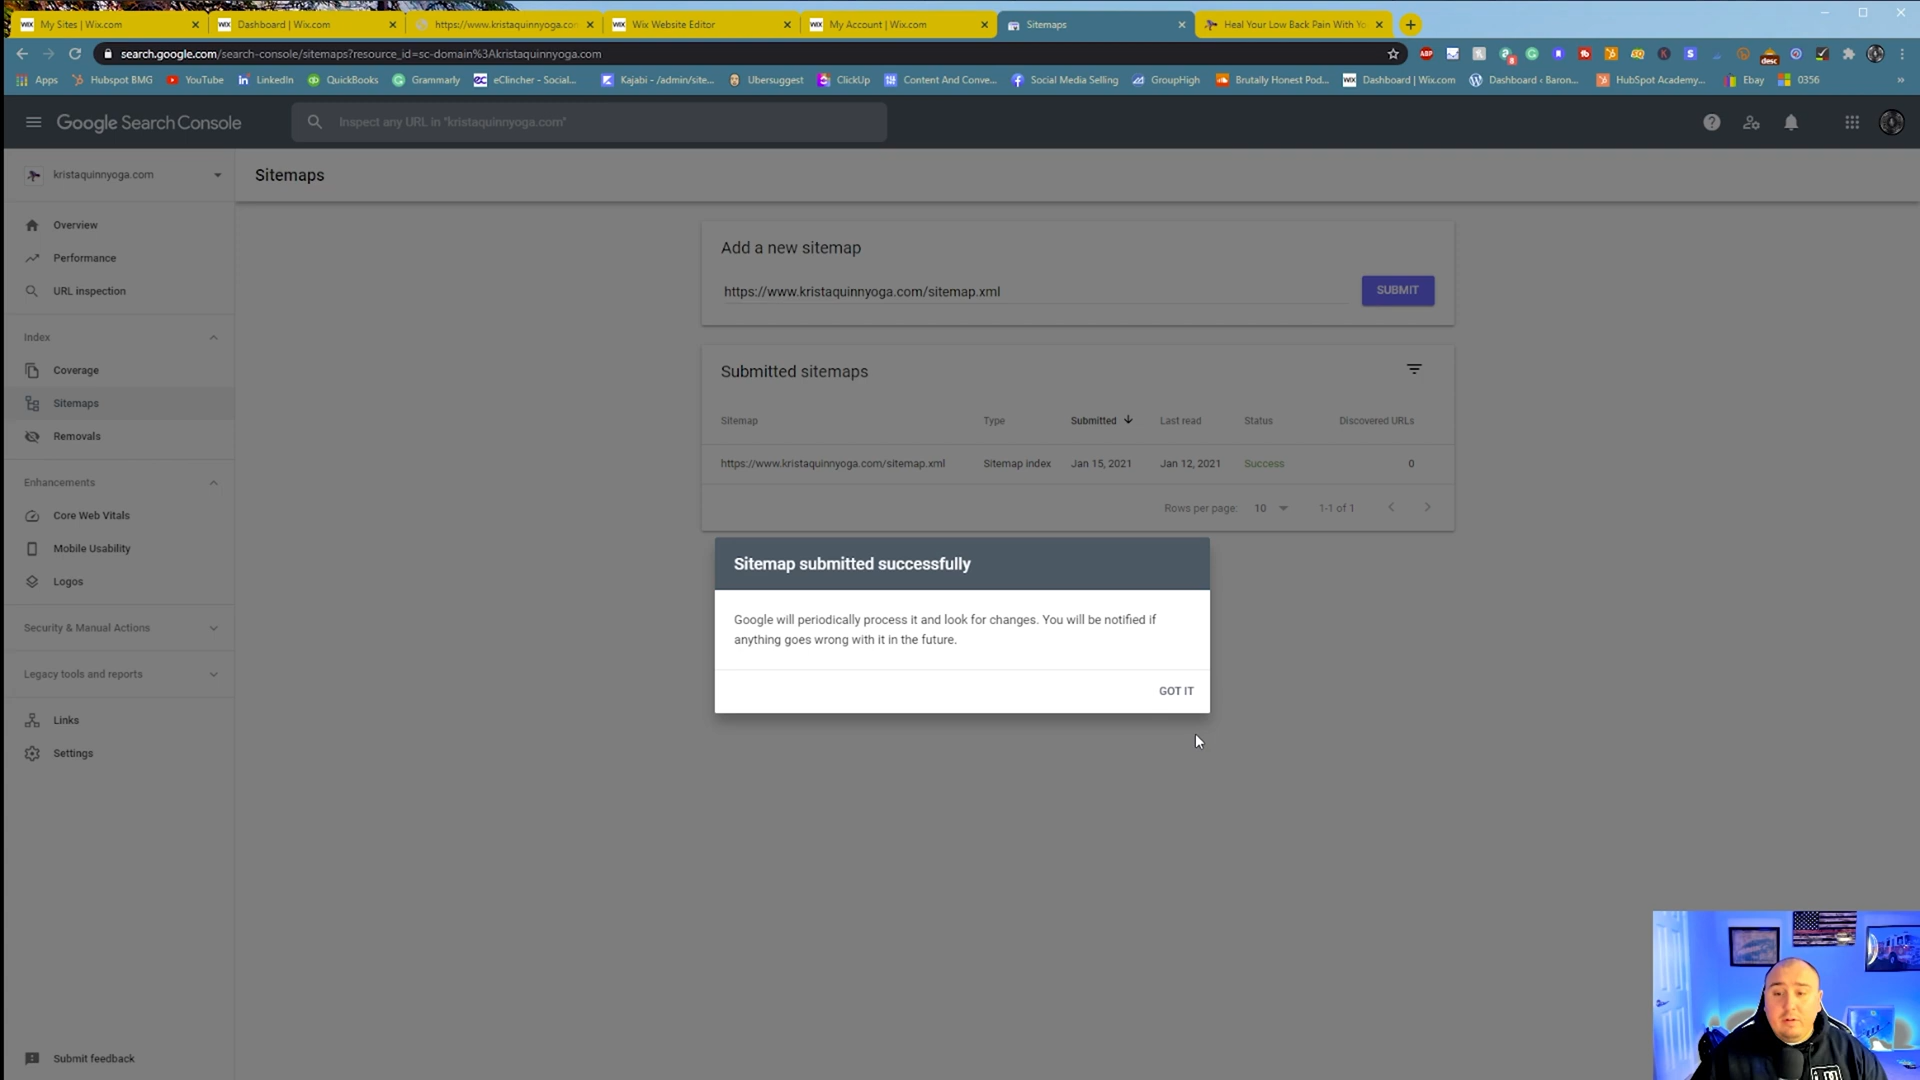 WIX My Sites | Wix.com
WIX Dashboard | Wix.com
https://www.kristaquinnyoga.cor
WIX Wix Website Editor
WIX My Account | Wix.com
Sitemaps
Heal Your Low Back Pain With Yo
search.google.com/search-console/sitemaps?resource_id=sc-domain%3Akristaquinnyoga.com
ABP
desc
Apps
Hubspot BMG
YouTube
LinkedIn
QuickBooks
Grammarly
eClincher - Social...
Kajabi - /admin/site...
Ubersuggest
ClickUp
Content And Conve...
Social Media Selling
GroupHigh
Brutally Honest Pod...
WIX Dashboard | Wix.com
Dashboard ‹ Baron...
HubSpot Academy...
Ebay
0356
»
Google Search Console
Inspect any URL in "kristaquinnyoga.com"
kristaquinnyoga.com
Sitemaps
Overview
Performance
URL inspection
Index
Coverage
Sitemaps
Removals
Enhancements
Core Web Vitals
Mobile Usability
Logos
Security & Manual Actions
Legacy tools and reports
Links
Settings
Submit feedback
Add a new sitemap
https://www.kristaquinnyoga.com/sitemap.xml
SUBMIT
Submitted sitemaps
Sitemap Type Submitted Last read Status Discovered URLs
https://www.kristaquinnyoga.com/sitemap.xml Sitemap index Jan 15, 2021 Jan 12, 2021 Success 0
Rows per page: 10 1-1 of 1
Sitemap submitted successfully
Google will periodically process it and look for changes. You will be notified if
anything goes wrong with it in the future.
GOT IT